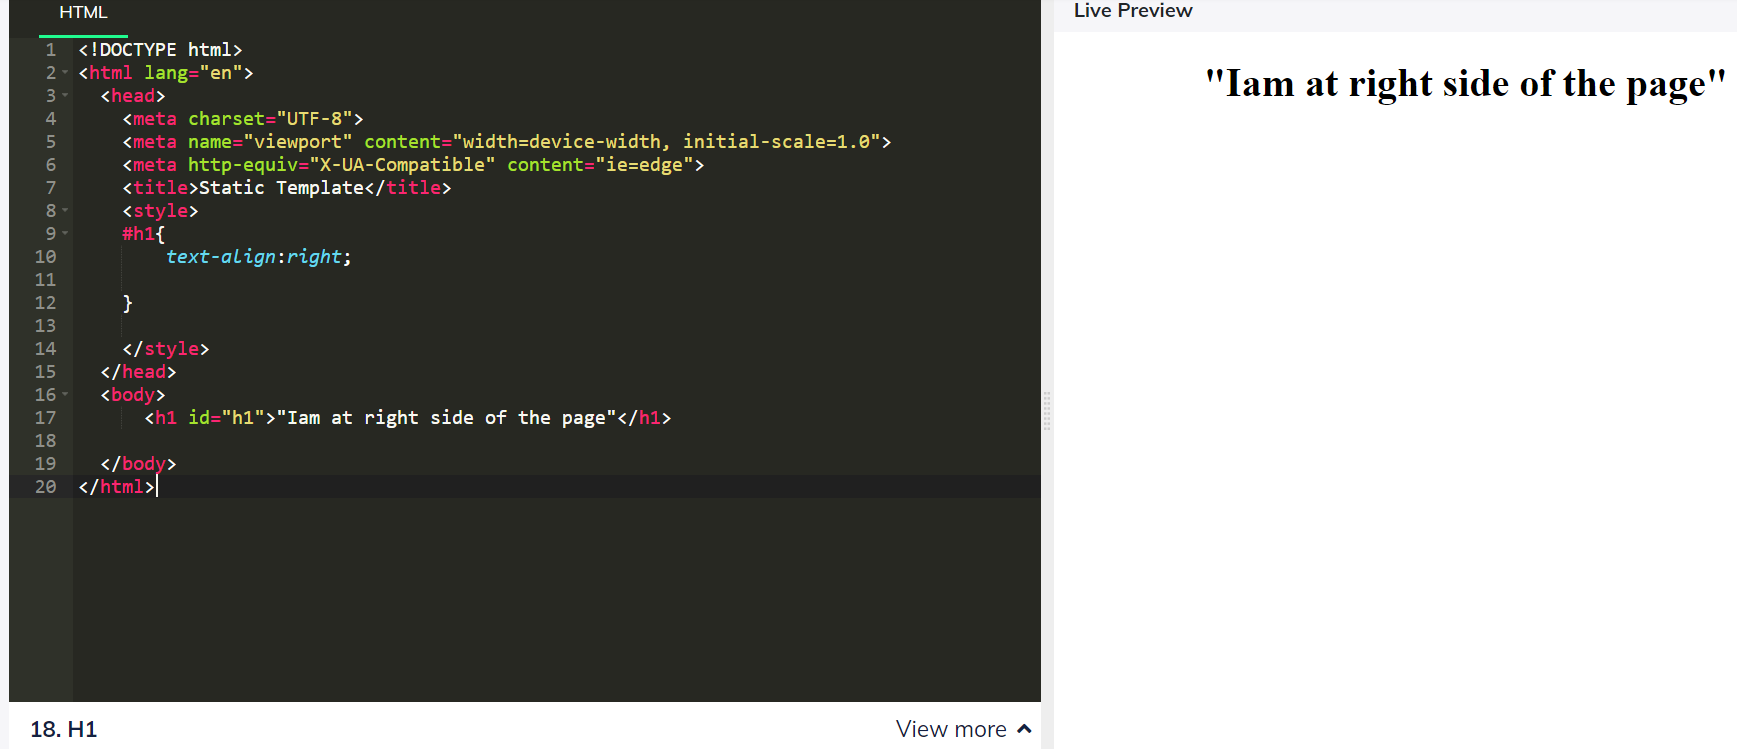 HTML
Live Preview
1 <!DOCTYPE html>
2 <html lang="en">
3 <head>
4 <meta charset="UTF-8">
5 <meta name="viewport" content="width=device-width, initial-scale=1.0">
6 <meta http-equiv="X-UA-Compatible" content="ie=edge">
7 <title>Static Template</title>
8 <style>
9 #h1{
10 text-align:right;
11
12 }
13
14 </style>
15 </head>
16 <body>
17 <h1 id="h1">"Iam at right side of the page"</h1>
18
19 </body>
20 </html>
"Iam at right side of the page"
18. H1
View more